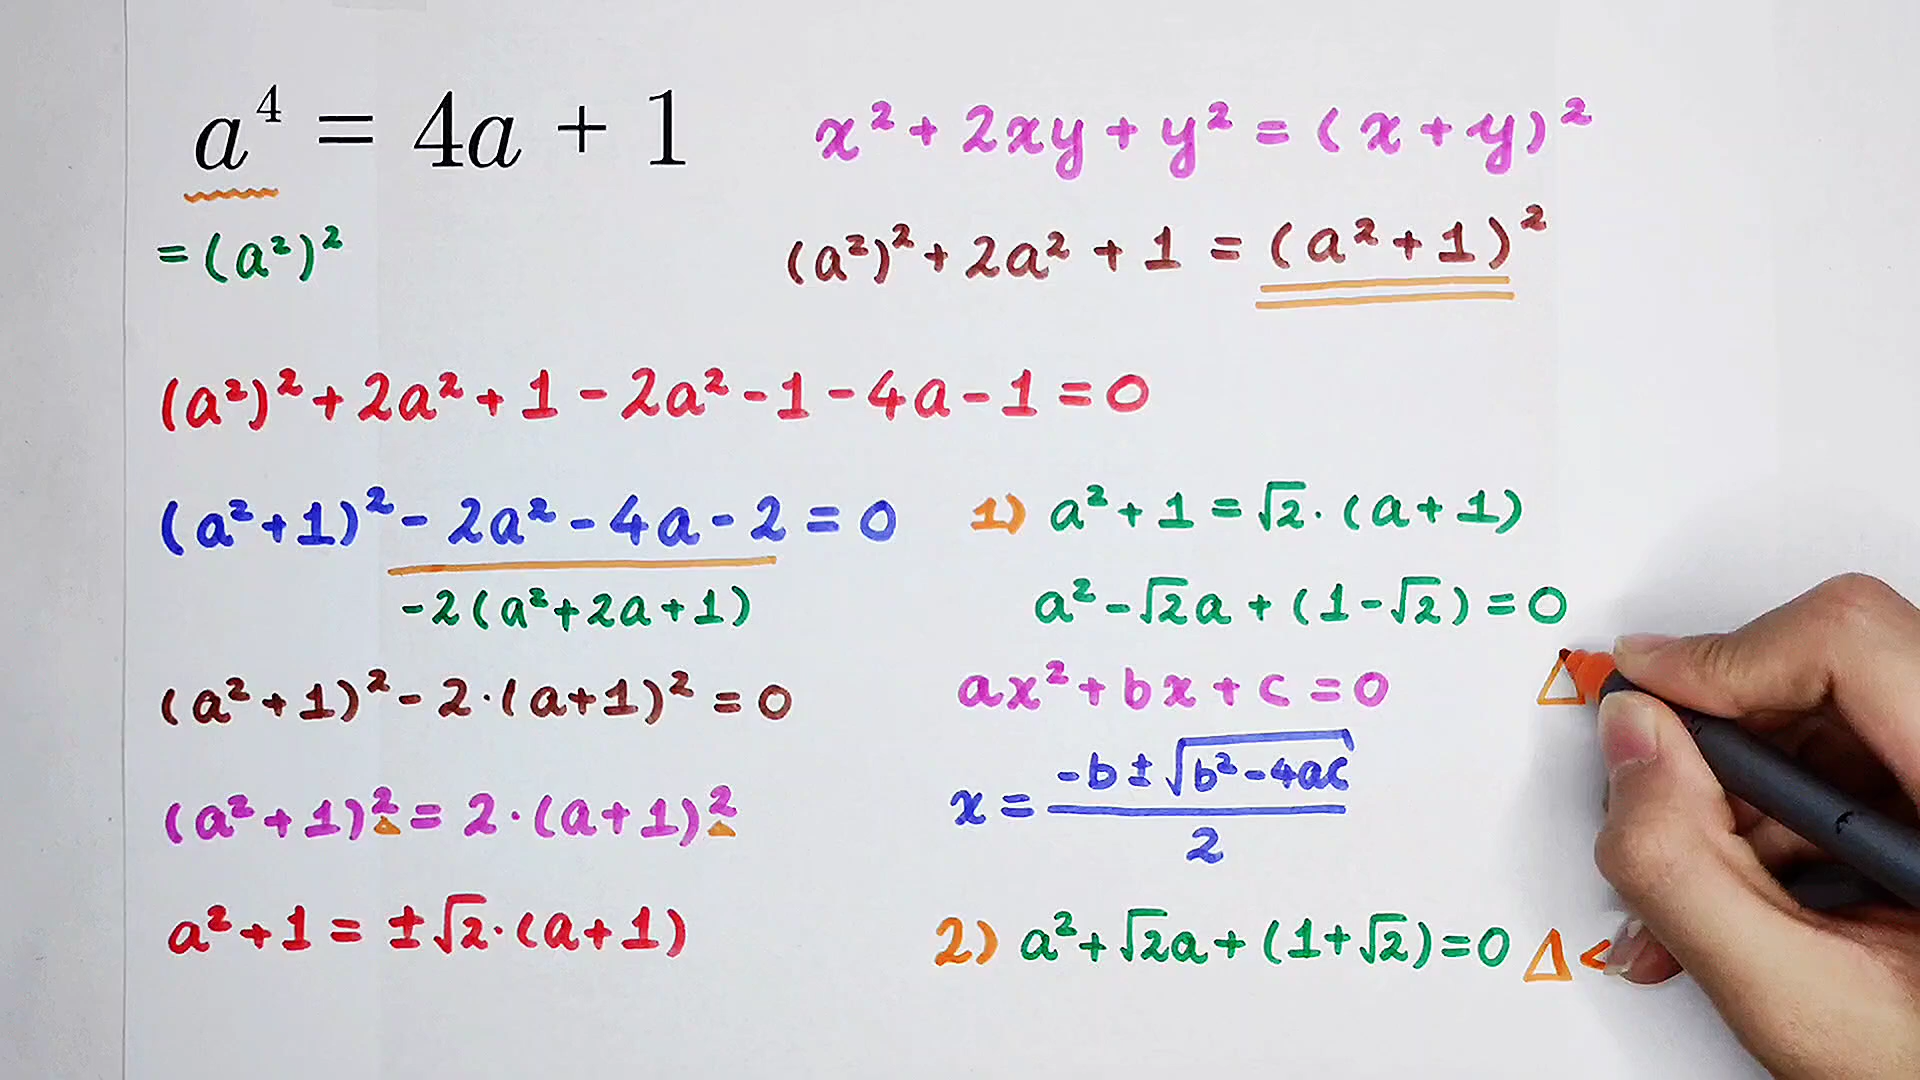 a⁴ = 4a + 1
x² + 2xy + y² = (x + y)²
= (a²)²
(a²)² + 2a² + 1 = (a² + 1)²
(a²)² + 2a² + 1 - 2a² - 1 - 4a - 1 = 0
(a² + 1)² - 2a² - 4a - 2 = 0
-2(a² + 2a + 1)
(a² + 1)² - 2·(a + 1)² = 0
(a² + 1)² = 2·(a + 1)²
a² + 1 = ±√2·(a + 1)
1) a² + 1 = √2·(a + 1)
a² - √2a + (1 - √2) = 0
Δ
ax² + bx + c = 0
x = (-b ± √(b² - 4ac)) / 2
2) a² + √2a + (1 + √2) = 0 Δ <